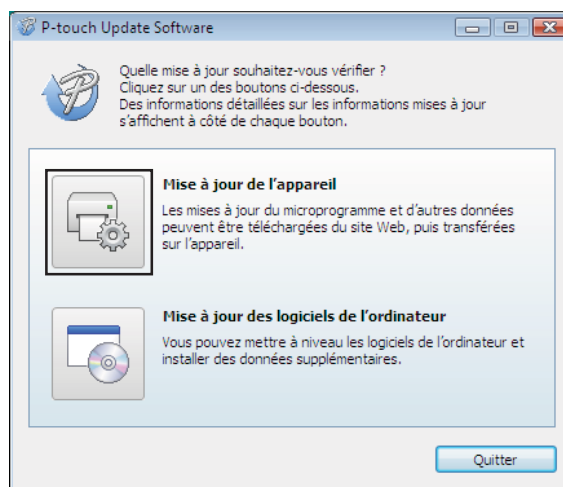 P-touch Update Software
Quelle mise à jour souhaitez-vous vérifier ?
Cliquez sur un des boutons ci-dessous.
Des informations détaillées sur les informations mises à jour
s'affichent à côté de chaque bouton.
Mise à jour de l'appareil
Les mises à jour du microprogramme et d'autres données
peuvent être téléchargées du site Web, puis transférées
sur l'appareil.
Mise à jour des logiciels de l'ordinateur
Vous pouvez mettre à niveau les logiciels de l'ordinateur et
installer des données supplémentaires.
Quitter